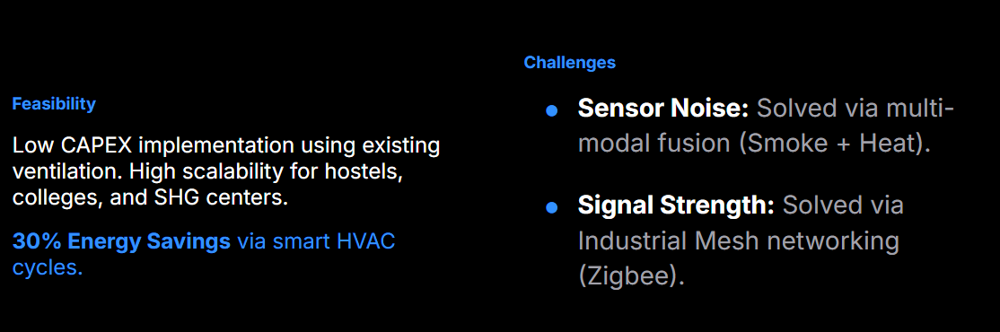 Feasibility
Low CAPEX implementation using existing
ventilation. High scalability for hostels,
colleges, and SHG centers.
30% Energy Savings via smart HVAC
cycles.
Challenges
Sensor Noise: Solved via multi-
modal fusion (Smoke + Heat).
Signal Strength: Solved via
Industrial Mesh networking
(Zigbee).